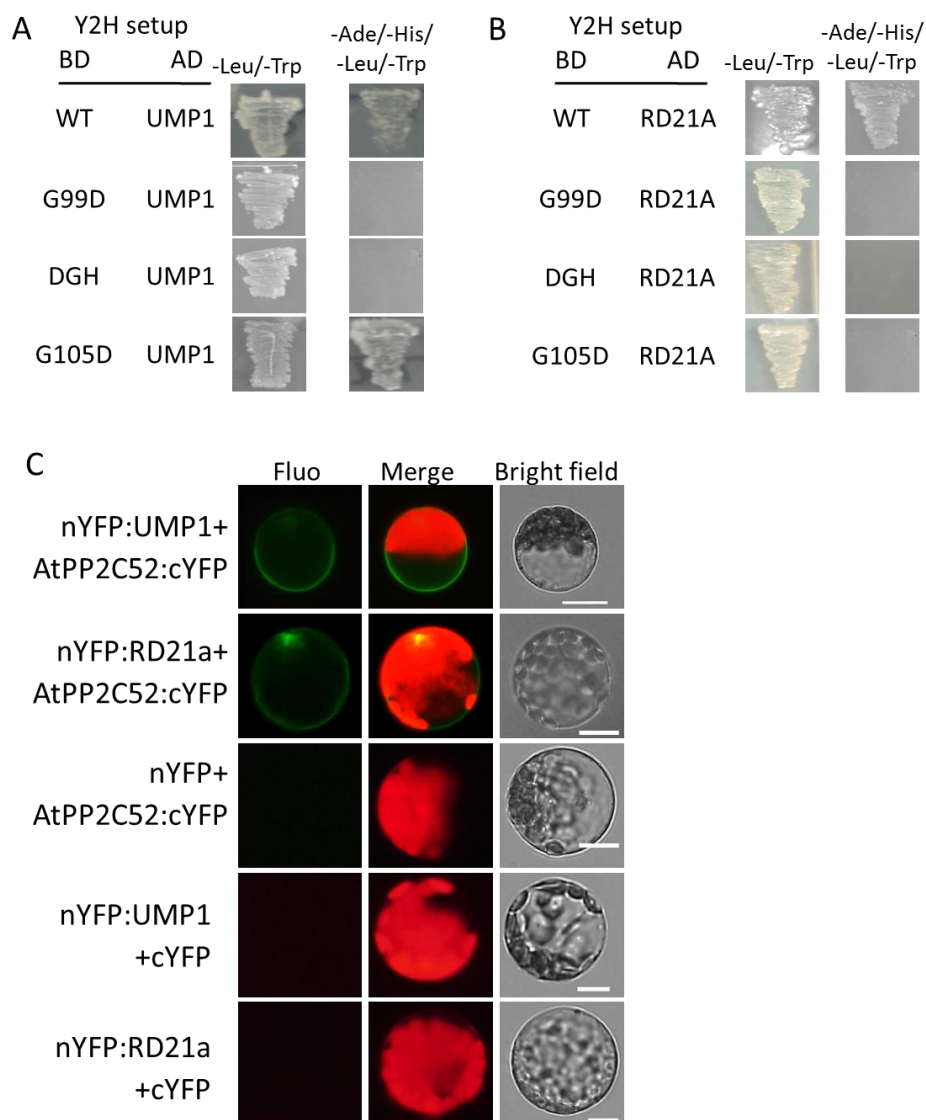 A
Y2H setup
BD AD
-Leu/-Trp
-Ade/-His/
-Leu/-Trp
WT UMP1
G99D UMP1
DGH UMP1
G105D UMP1
B
Y2H setup
BD AD
-Leu/-Trp
-Ade/-His/
-Leu/-Trp
WT RD21A
G99D RD21A
DGH RD21A
G105D RD21A
C
Fluo Merge Bright field
nYFP:UMP1+
AtPP2C52:cYFP
nYFP:RD21a+
AtPP2C52:cYFP
nYFP+
AtPP2C52:cYFP
nYFP:UMP1
+cYFP
nYFP:RD21a
+cYFP